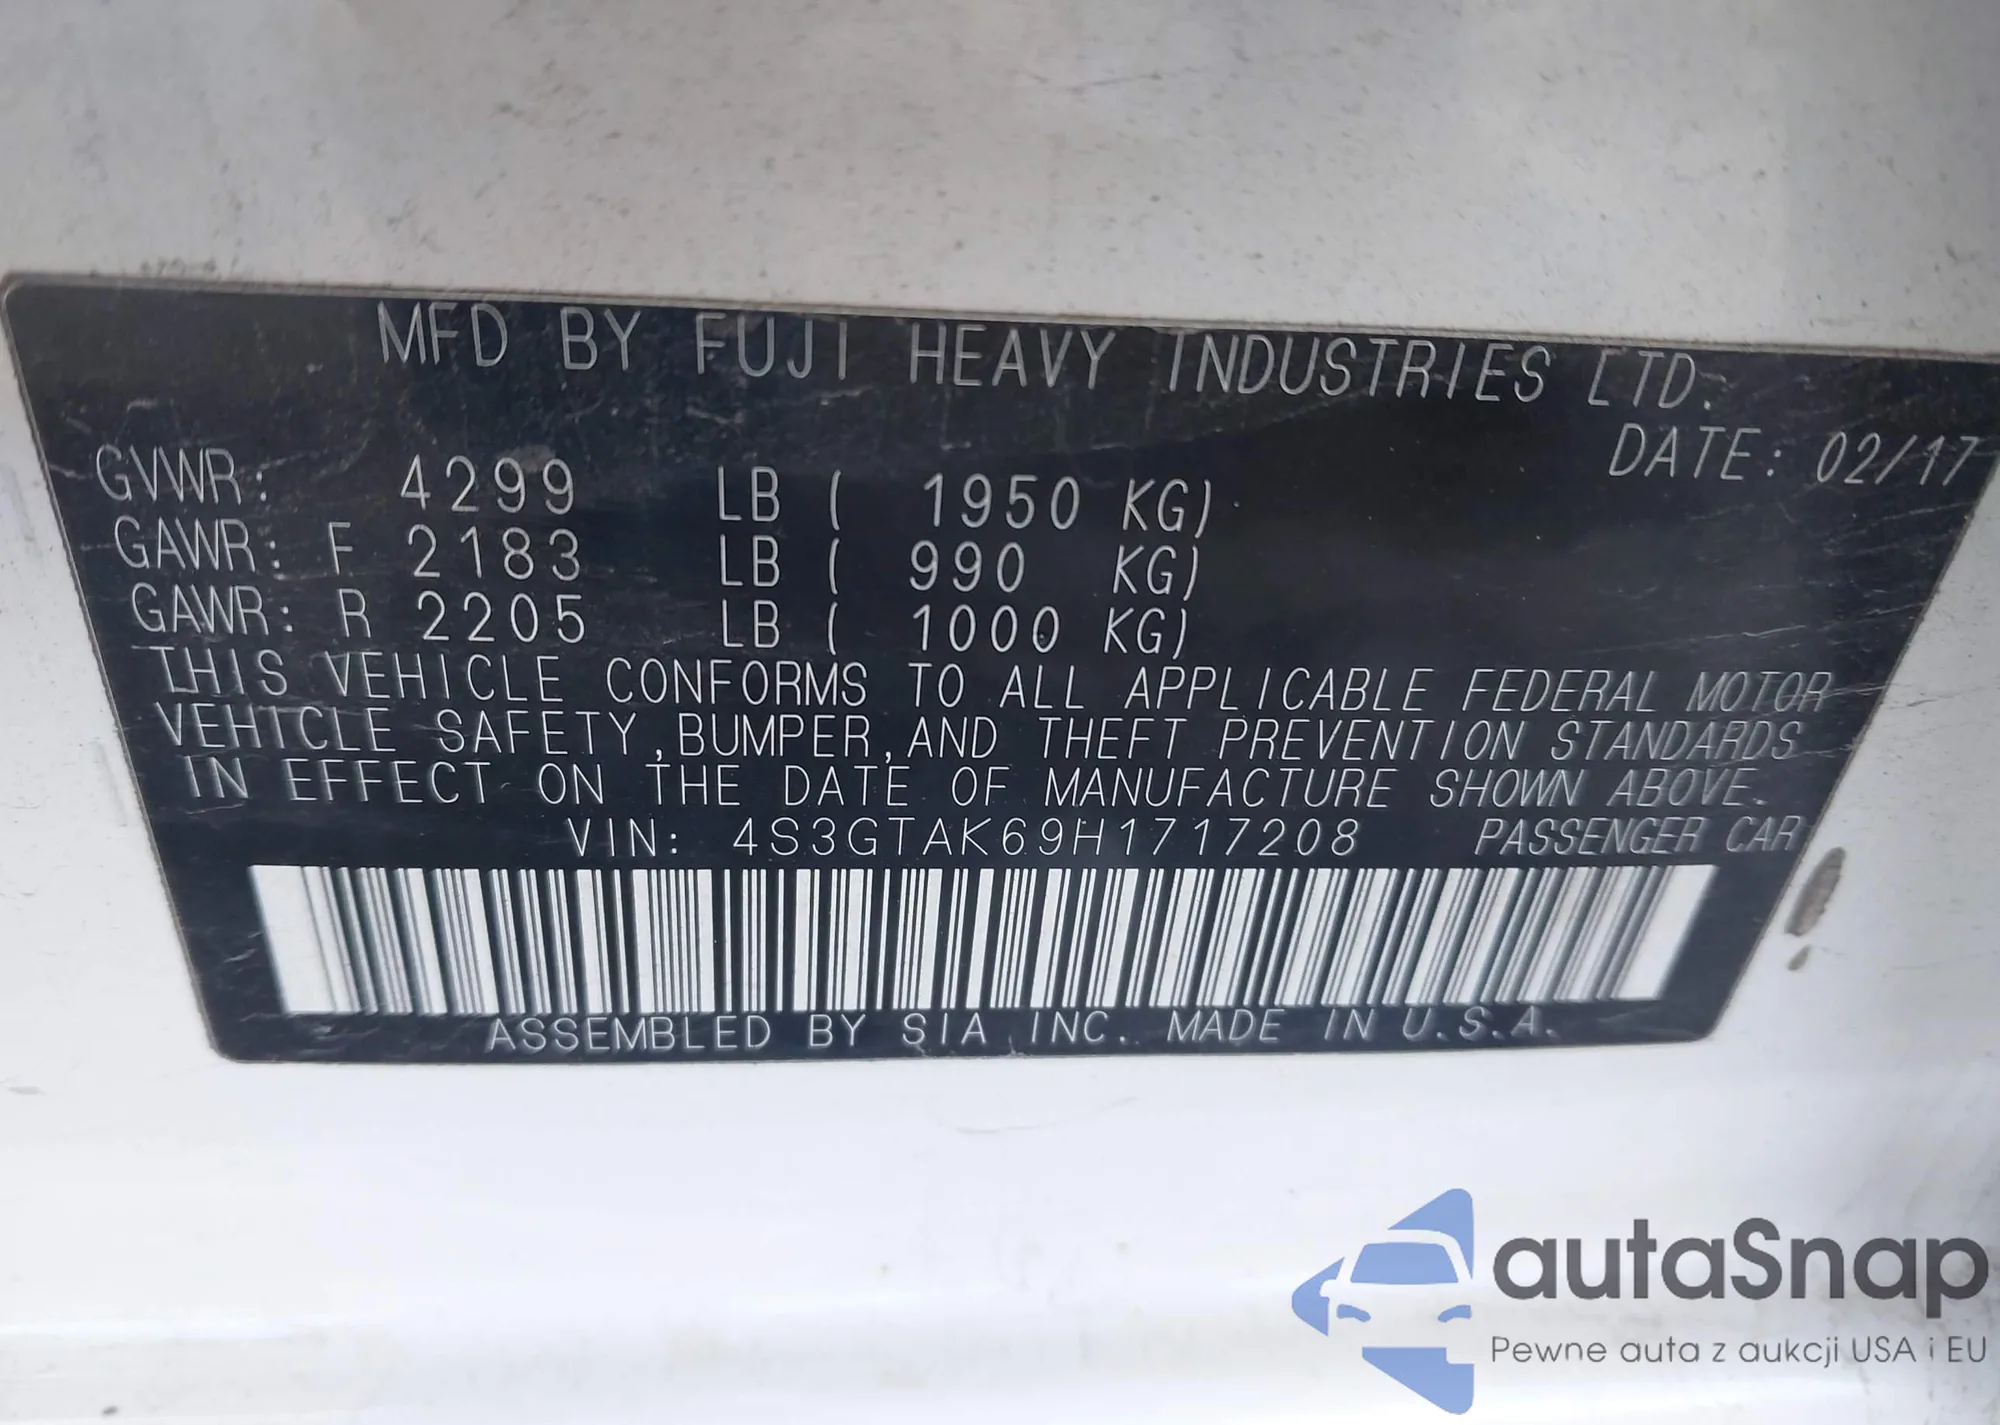 MFD BY FUJI HEAVY INDUSTRIES LTD.
DATE: 02/17
GVWR: 4299 LB ( 1950 KG)
GAWR: F 2183 LB ( 990 KG)
GAWR: R 2205 LB ( 1000 KG)
THIS VEHICLE CONFORMS TO ALL APPLICABLE FEDERAL MOTOR
VEHICLE SAFETY, BUMPER, AND THEFT PREVENTION STANDARDS
IN EFFECT ON THE DATE OF MANUFACTURE SHOWN ABOVE.
VIN: 4S3GTAK69H1717208 PASSENGER CAR
ASSEMBLED BY SIA INC. MADE IN U.S.A.
autaSnap
Pewne auta z aukcji USA i EU